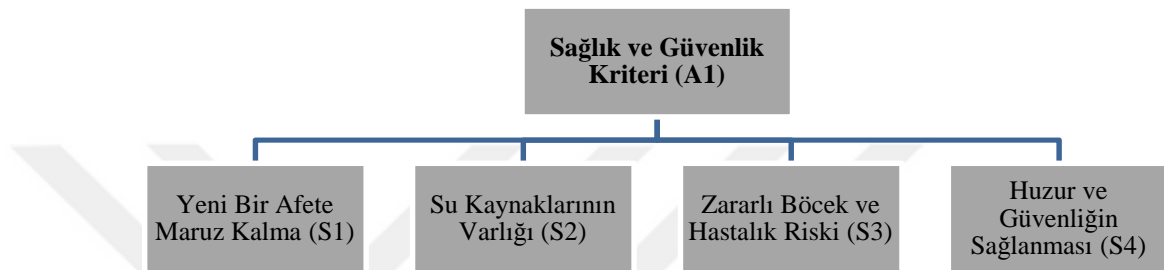 Sağlık ve Güvenlik
Kriteri (A1)
Yeni Bir Afete
Maruz Kalma (S1)
Su Kaynaklarının
Varlığı (S2)
Zararlı Böcek ve
Hastalık Riski (S3)
Huzur ve
Güvenliğin
Sağlanması (S4)